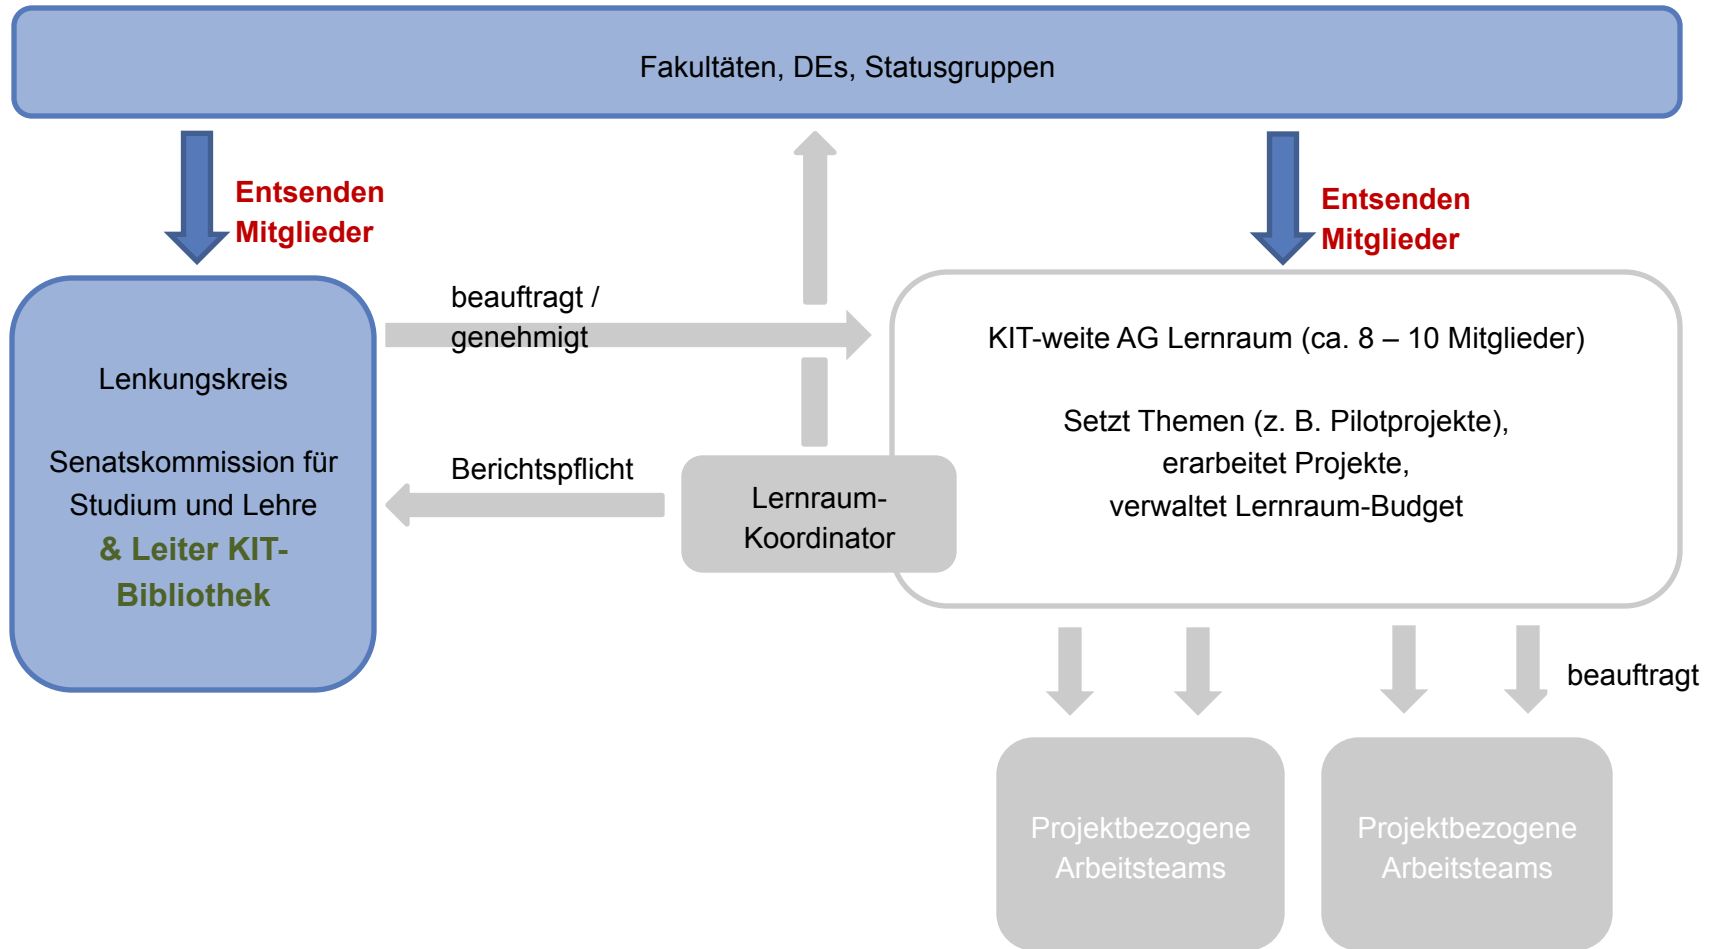 Fakultäten, DEs, Statusgruppen
Entsenden
Mitglieder
Entsenden
Mitglieder
Lenkungskreis
Senatskommission für
Studium und Lehre
& Leiter KIT-
Bibliothek
beauftragt /
genehmigt
Berichtspflicht
Lernraum-
Koordinator
KIT-weite AG Lernraum (ca. 8 – 10 Mitglieder)
Setzt Themen (z. B. Pilotprojekte),
erarbeitet Projekte,
verwaltet Lernraum-Budget
beauftragt
Projektbezogene
Arbeitsteams
Projektbezogene
Arbeitsteams